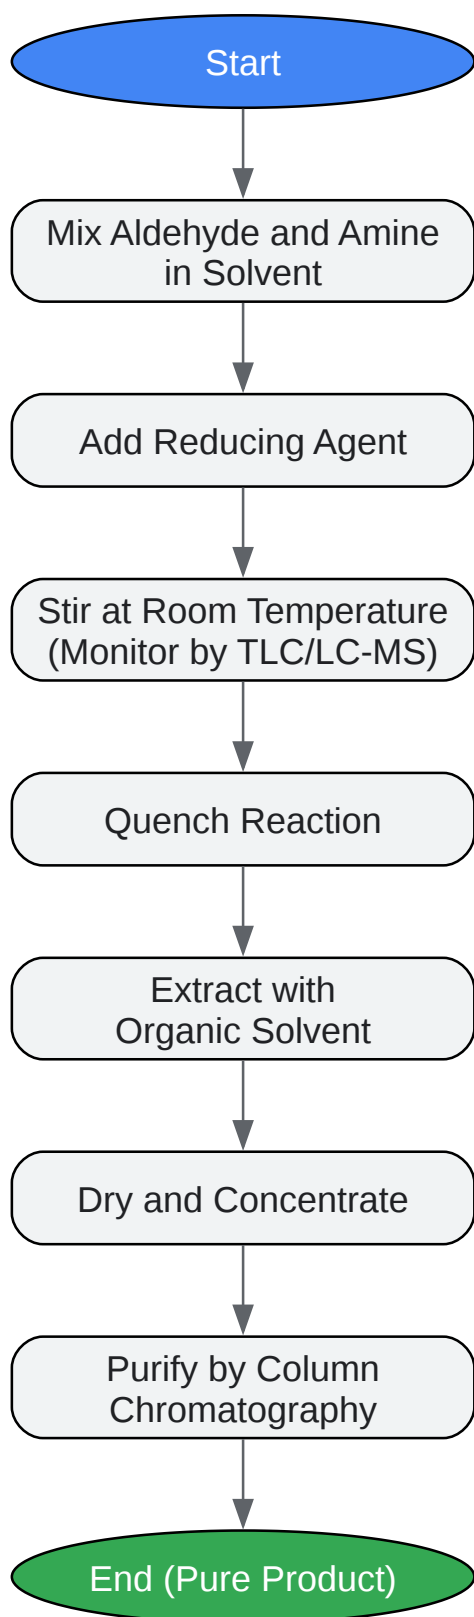 Start
Mix Aldehyde and Amine
in Solvent
Add Reducing Agent
Stir at Room Temperature
(Monitor by TLC/LC-MS)
Quench Reaction
Extract with
Organic Solvent
Dry and Concentrate
Purify by Column
Chromatography
End (Pure Product)